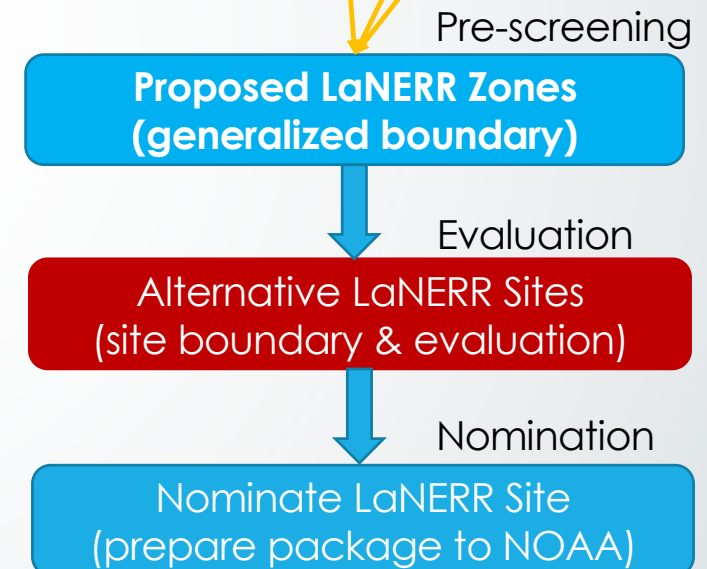 Pre-screening
Proposed LaNERR Zones
(generalized boundary)
Evaluation
Alternative LaNERR Sites
(site boundary & evaluation)
Nomination
Nominate LaNERR Site
(prepare package to NOAA)